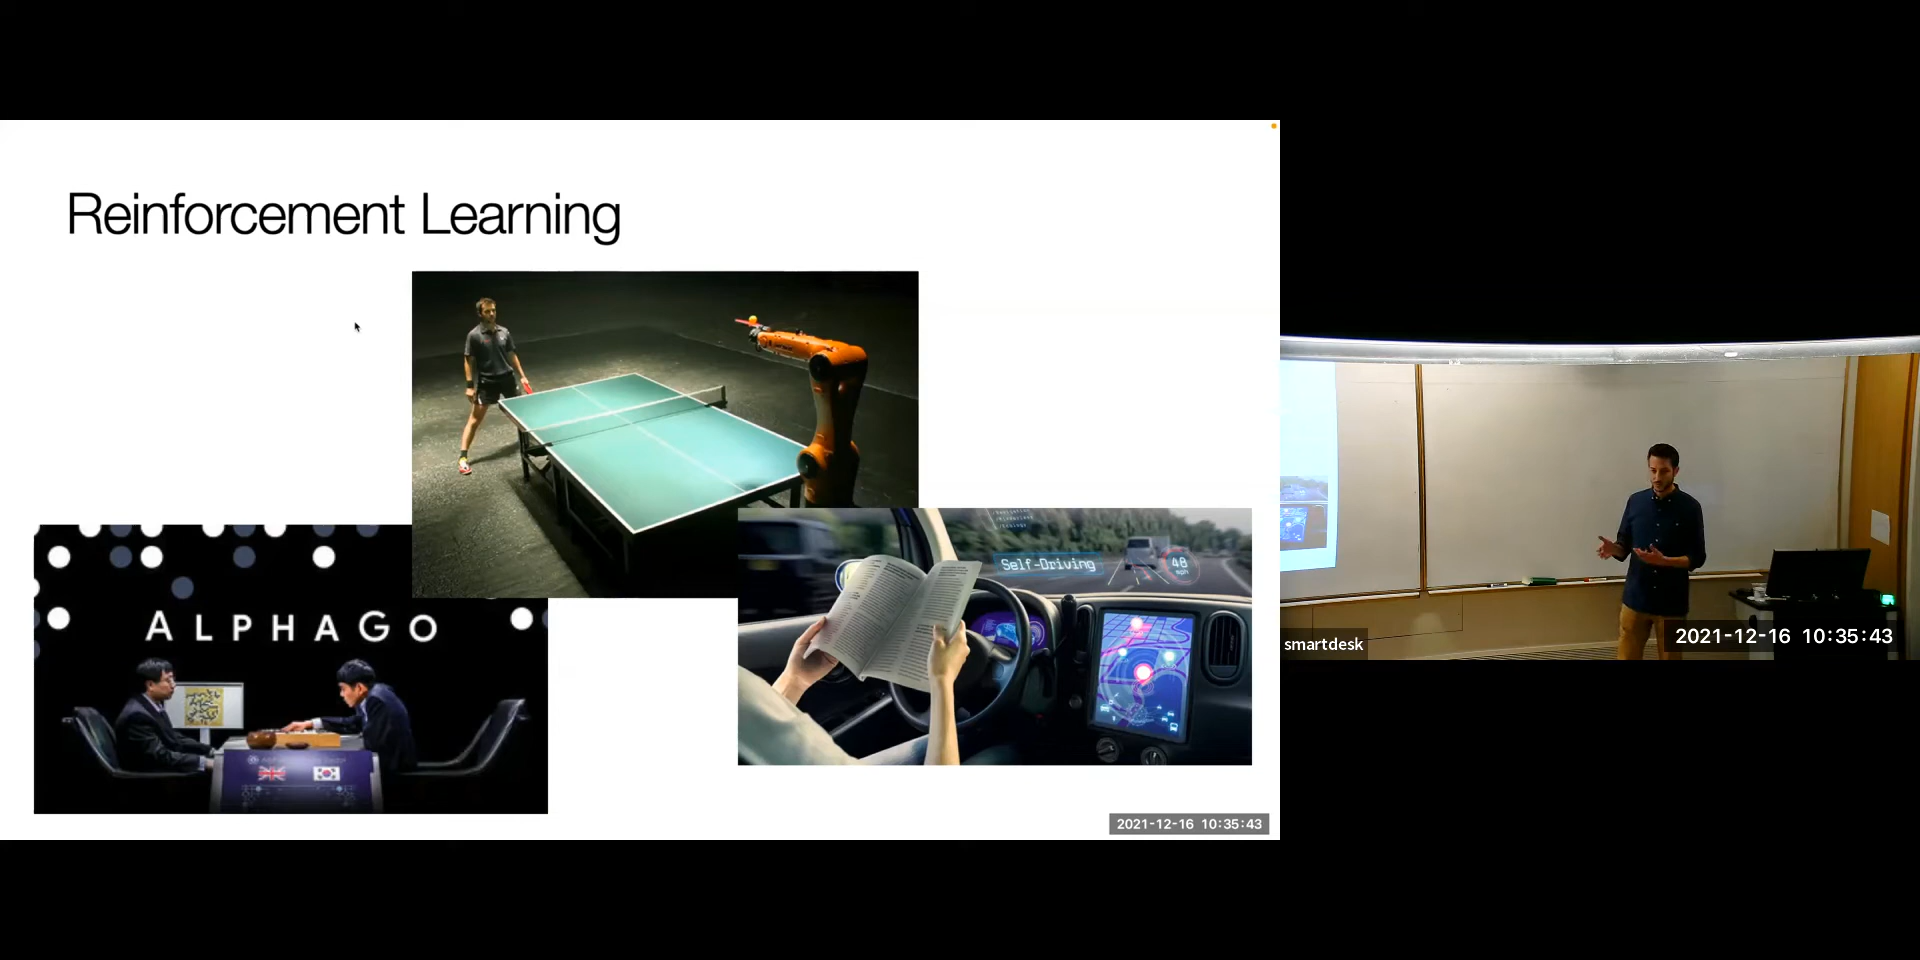 Reinforcement Learning
ALPHAGO
Self-Driving
48
mph
2021-12-16 10:35:43
smartdesk
2021-12-16 10:35:43